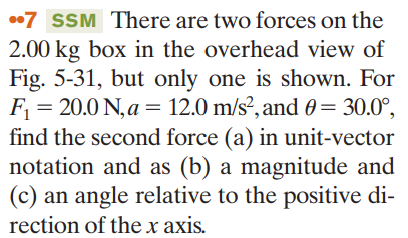 ••7 SSM There are two forces on the
2.00 kg box in the overhead view of
Fig. 5-31, but only one is shown. For
F₁ = 20.0 N, a = 12.0 m/s², and θ = 30.0°,
find the second force (a) in unit-vector
notation and as (b) a magnitude and
(c) an angle relative to the positive di-
rection of the x axis.